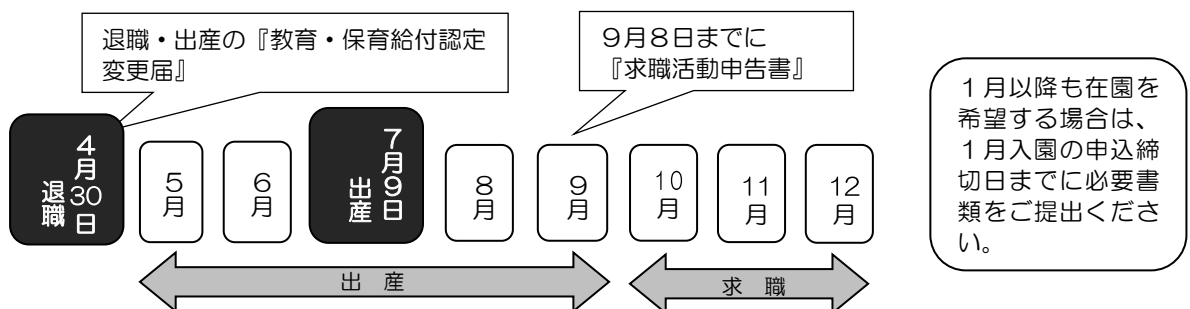 退職・出産の『教育・保育給付認定
変更届』
９月８日までに
『求職活動申告書』
１月以降も在園を
希望する場合は、
１月入園の申込締
切日までに必要書
類をご提出くださ
い。
４月30日
退職
５月
６月
７月９日
出産
８月
９月
10月
11月
12月
出　産
求　職